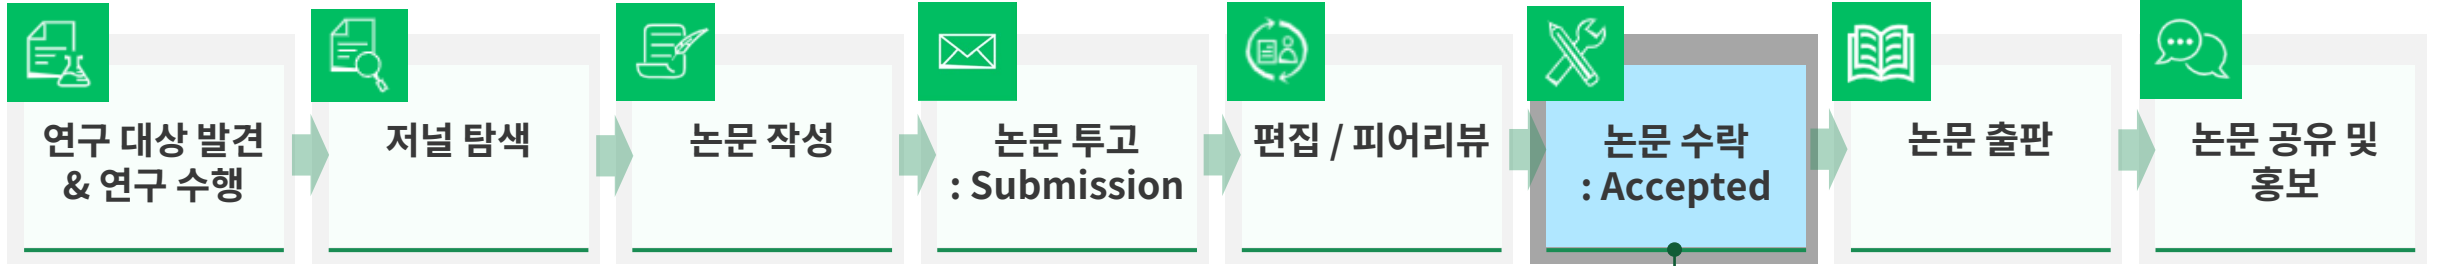 연구 대상 발견
& 연구 수행
저널 탐색
논문 작성
논문 투고
: Submission
편집 / 피어리뷰
논문 수락
: Accepted
논문 출판
논문 공유 및
홍보